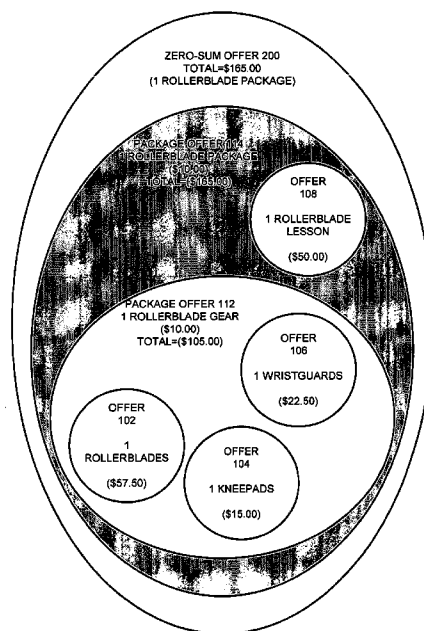 ZERO-SUM OFFER 200
TOTAL=$165.00
(1 ROLLERBLADE PACKAGE)
PACKAGE OFFER 114
1 ROLLERBLADE PACKAGE
($10.00)
TOTAL=($165.00)
OFFER
108
1 ROLLERBLADE
LESSON
($50.00)
PACKAGE OFFER 112
1 ROLLERBLADE GEAR
($10.00)
TOTAL=($105.00)
OFFER
106
1 WRISTGUARDS
($22.50)
OFFER
102
1
ROLLERBLADES
($57.50)
OFFER
104
1 KNEEPADS
($15.00)